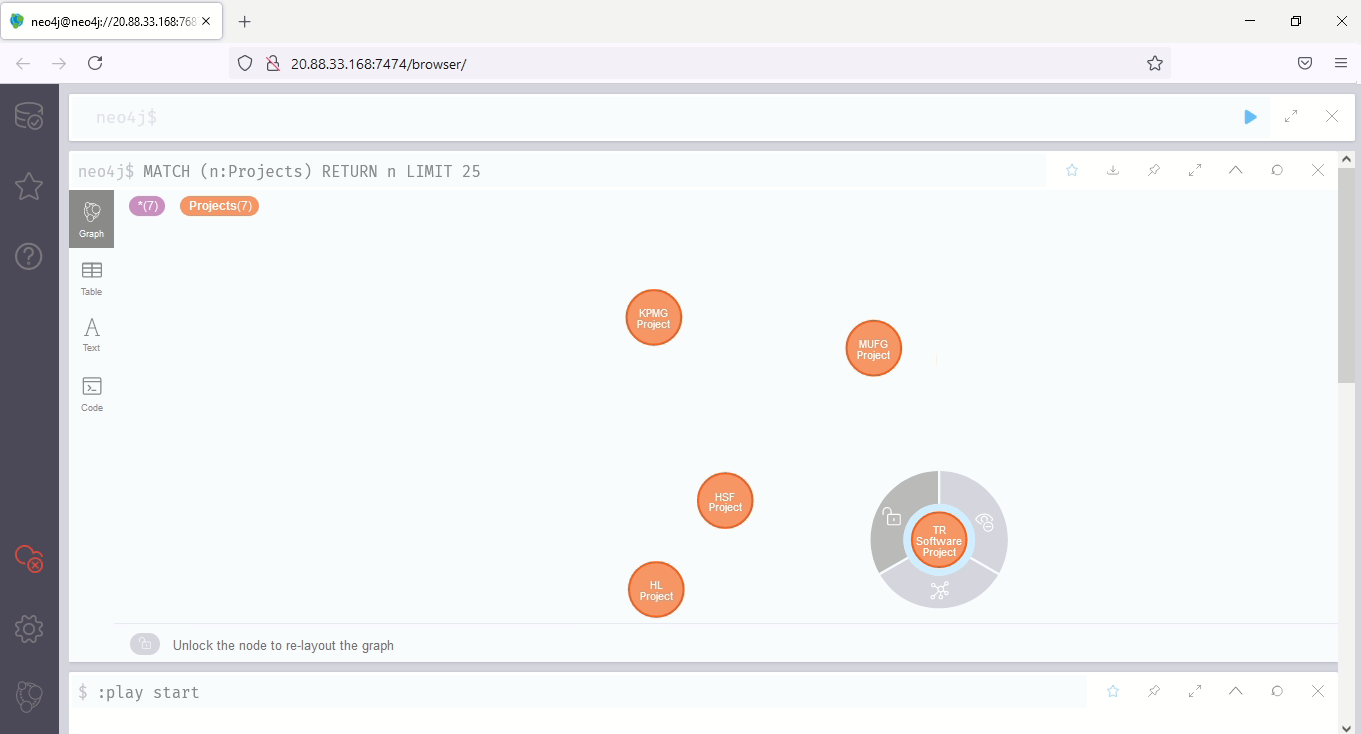 neo4j@neo4j://20.88.33.168:768
20.88.33.168:7474/browser/
neo4j$
neo4j$ MATCH (n:Projects) RETURN n LIMIT 25
*(7) Projects(7)
Graph
Table
Text
Code
KPMG
Project
MUFG
Project
HSF
Project
TR
Software
Project
HL
Project
Unlock the node to re-layout the graph
$ :play start